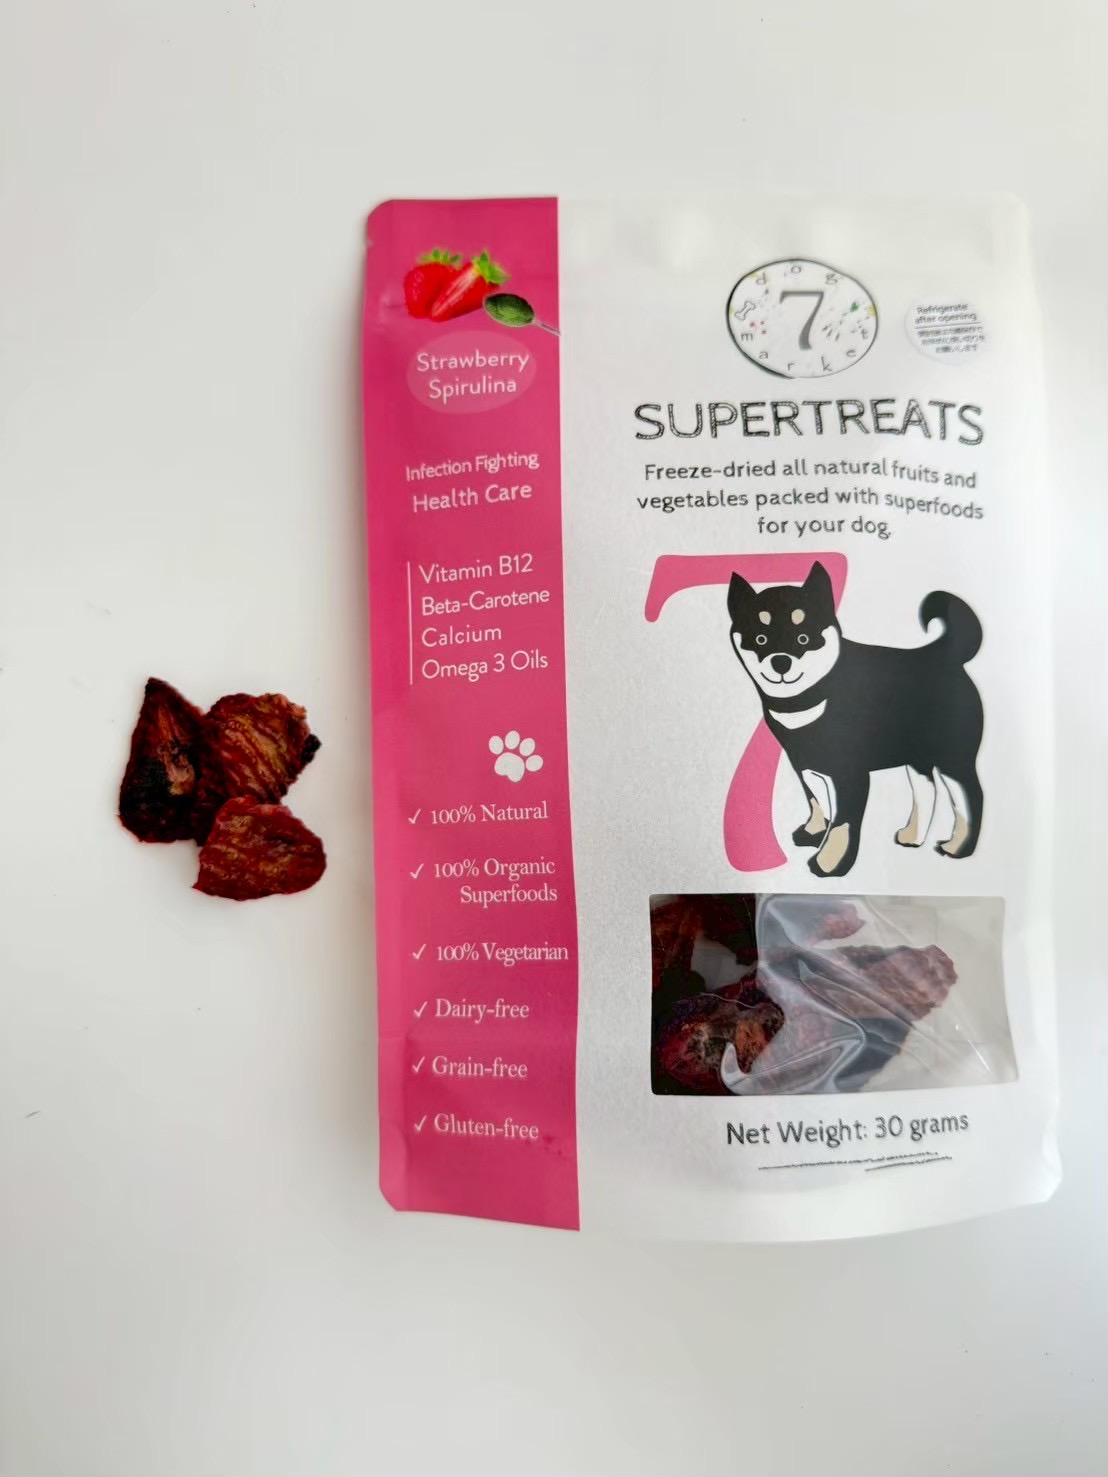 Strawberry
Spirulina
Infection Fighting
Health Care
Vitamin B12
Beta-Carotene
Calcium
Omega 3 Oils
✓ 100% Natural
✓ 100% Organic
Superfoods
✓ 100% Vegetarian
✓ Dairy-free
✓ Grain-free
✓ Gluten-free
dog
7
market
Refrigerate
after opening
SUPERTREATS
Freeze-dried all natural fruits and
vegetables packed with superfoods
for your dog.
7
Net Weight: 30 grams